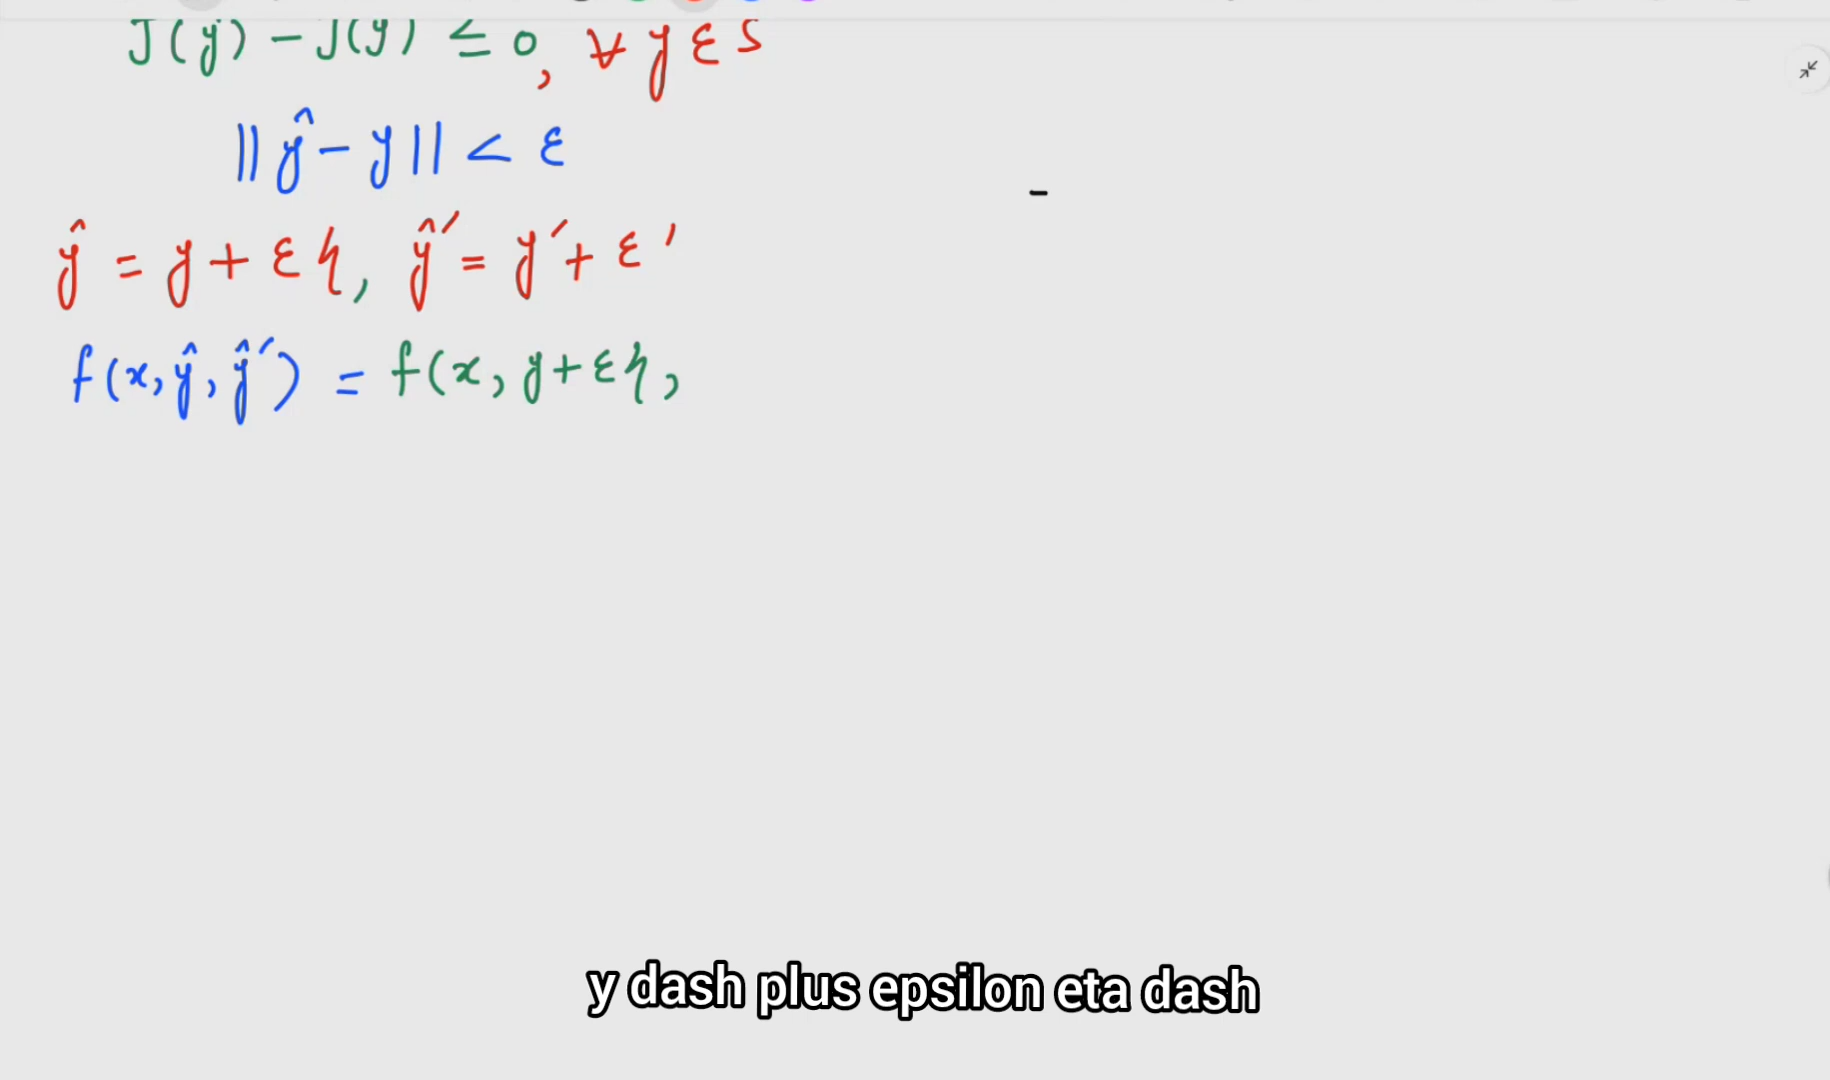 J(ŷ) - J(y) ≤ 0, ∀ y ε S
||ŷ - y|| < ε
ŷ = y + εη, ŷ′ = y′ + ε ′
f(x, ŷ, ŷ′) = f(x, y + εη,
-
y dash plus epsilon eta dash